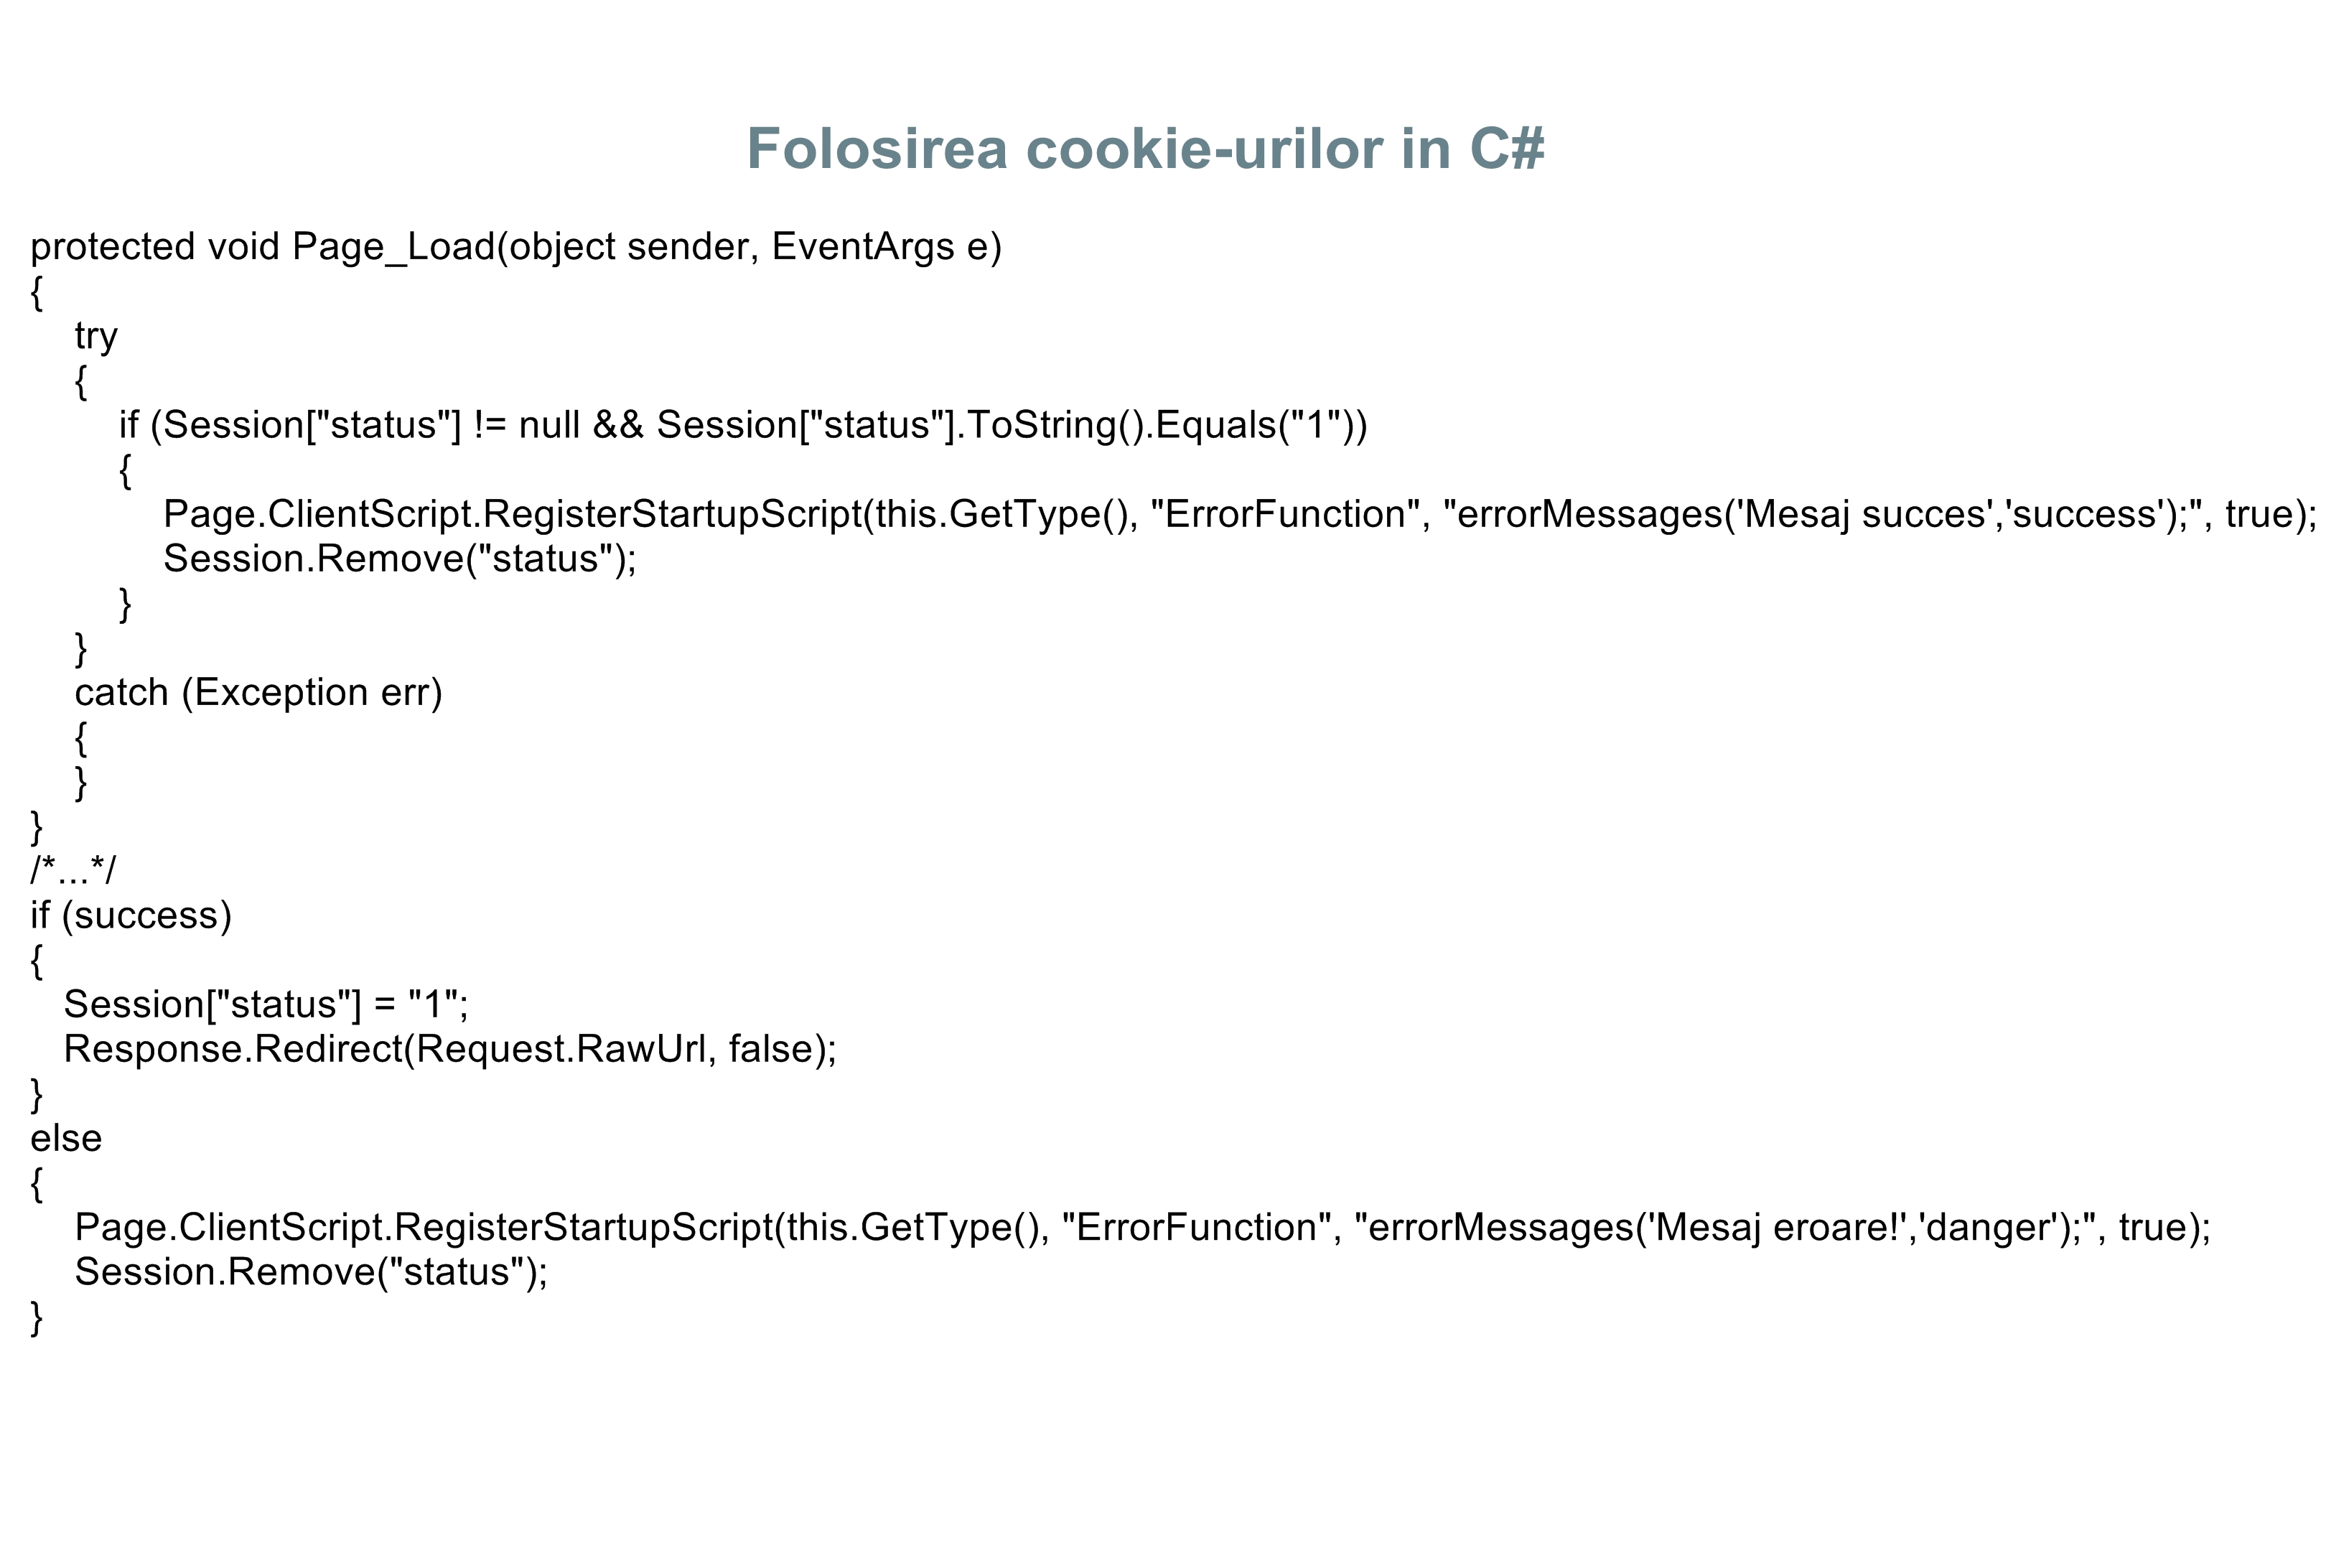 Folosirea cookie-urilor in C#
protected void Page_Load(object sender, EventArgs e)
{
    try
    {
        if (Session["status"] != null && Session["status"].ToString().Equals("1"))
        {
            Page.ClientScript.RegisterStartupScript(this.GetType(), "ErrorFunction", "errorMessages('Mesaj succes','success');", true);
            Session.Remove("status");
        }
    }
    catch (Exception err)
    {
    }
}
/*...*/
if (success)
{
   Session["status"] = "1";
   Response.Redirect(Request.RawUrl, false);
}
else
{
    Page.ClientScript.RegisterStartupScript(this.GetType(), "ErrorFunction", "errorMessages('Mesaj eroare!','danger');", true);
    Session.Remove("status");
}